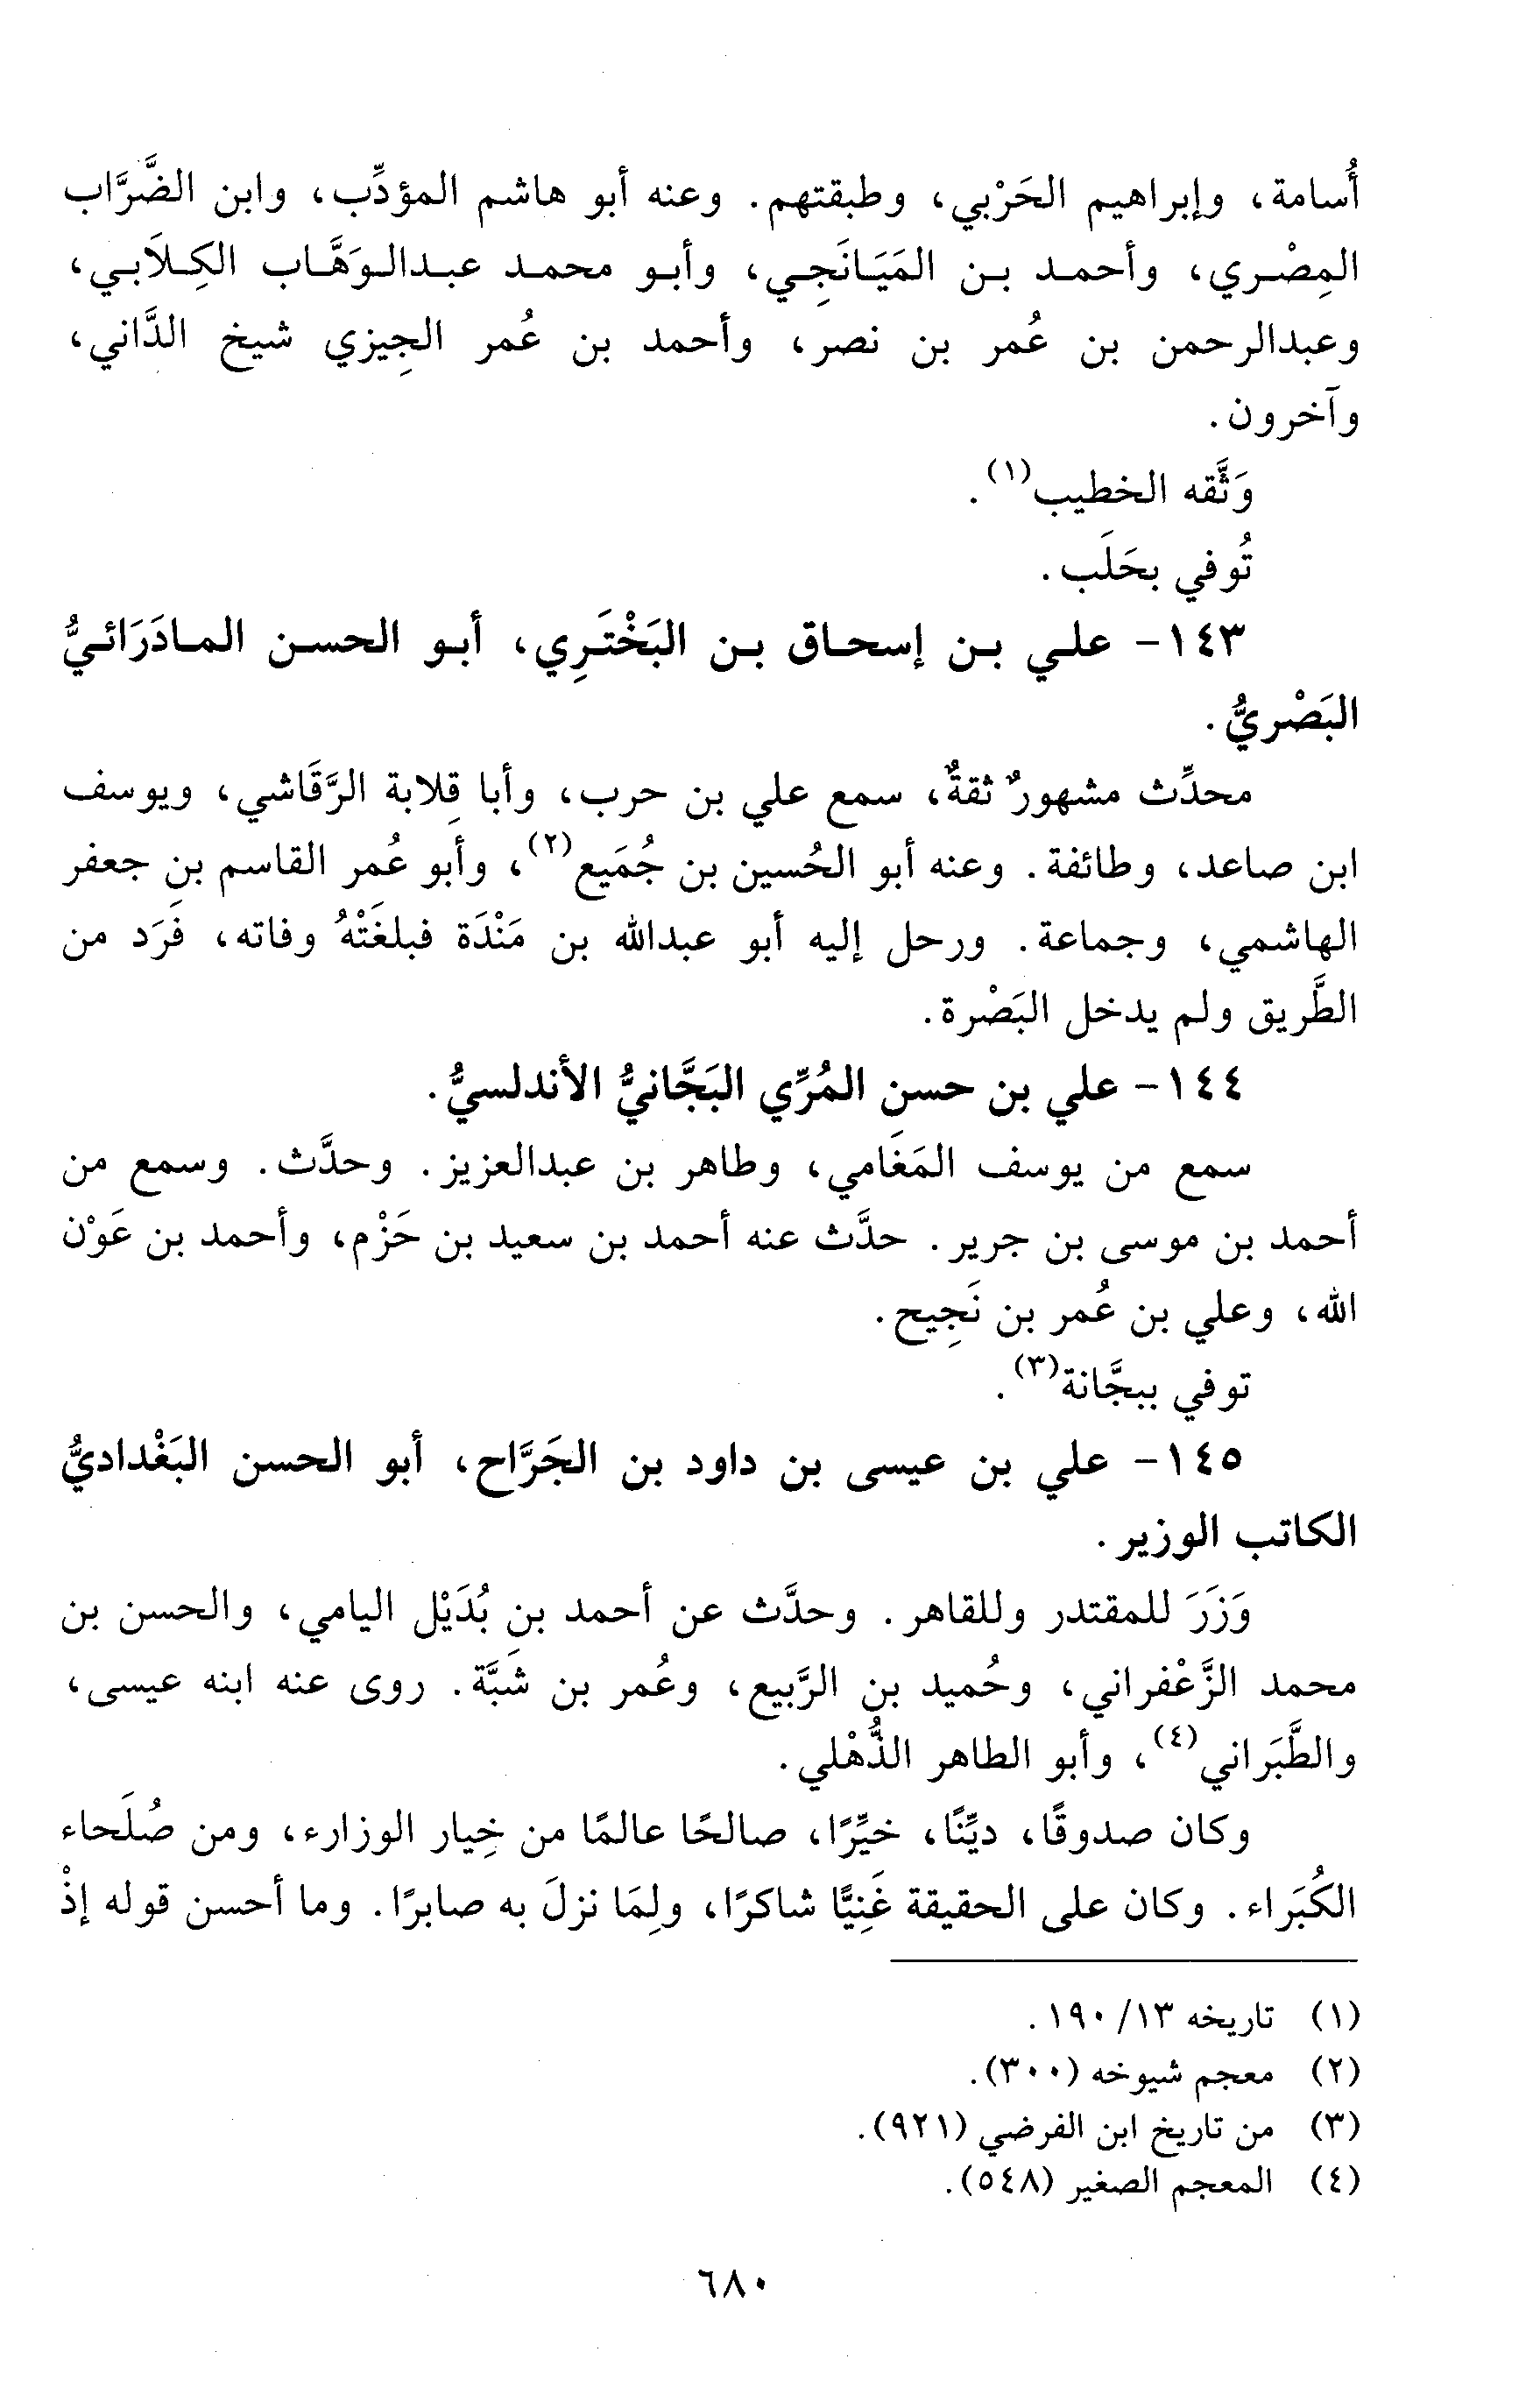 أُسامة، وإبراهيم الحَرْبي، وطبقتهم. وعنه أبو هاشم المؤدِّب، وابن الضَّرَّاب
المِصْري، وأحمد بن المَيَانَجِي، وأبو محمد عبدالوَهَّاب الكِلَابي،
وعبدالرحمن بن عُمر بن نصر، وأحمد بن عُمر الجِيزي شيخ الدَّاني،
وآخرون.
وَثَّقه الخطيب(١).
تُوفي بحَلَب.
١٤٣- علي بن إسحاق بن البَخْتَرِي، أبو الحسن المادَرَائيُّ
البَصْريُّ.
محدِّث مشهورٌ ثقةٌ، سمع علي بن حرب، وأبا قِلابة الرَّقَاشي، ويوسف
ابن صاعد، وطائفة. وعنه أبو الحُسين بن جُمَيع(٢)، وأبو عُمر القاسم بن جعفر
الهاشمي، وجماعة. ورحل إليه أبو عبدالله بن مَنْدَة فبلغَتْهُ وفاته، فَرَد من
الطَّريق ولم يدخل البَصْرة.
١٤٤- علي بن حسن المُرِّي البَجَّانيُّ الأندلسيُّ.
سمع من يوسف المَغَامي، وطاهر بن عبدالعزيز. وحدَّث. وسمع من
أحمد بن موسى بن جرير. حدَّث عنه أحمد بن سعيد بن حَزْم، وأحمد بن عَوْن
الله، وعلي بن عُمر بن نَجِيح.
توفي ببجَّانة(٣).
١٤٥- علي بن عيسى بن داود بن الجَرَّاح، أبو الحسن البَغْداديُّ
الكاتب الوزير.
وَزَرَ للمقتدر وللقاهر. وحدَّث عن أحمد بن بُدَيْل اليامي، والحسن بن
محمد الزَّعْفراني، وحُميد بن الرَّبيع، وعُمر بن شَبَّة. روى عنه ابنه عيسى،
والطَّبَراني(٤)، وأبو الطاهر الذُّهْلي.
وكان صدوقًا، ديِّنًا، خيِّرًا، صالحًا عالمًا من خِيار الوزارء، ومن صُلَحاء
الكُبَراء. وكان على الحقيقة غَنِيًّا شاكرًا، ولِمَا نزلَ به صابرًا. وما أحسن قوله إذْ
(١) تاريخه ١٣/ ١٩٠.
(٢) معجم شيوخه (٣٠٠).
(٣) من تاريخ ابن الفرضي (٩٢١).
(٤) المعجم الصغير (٥٤٨).
٦٨٠